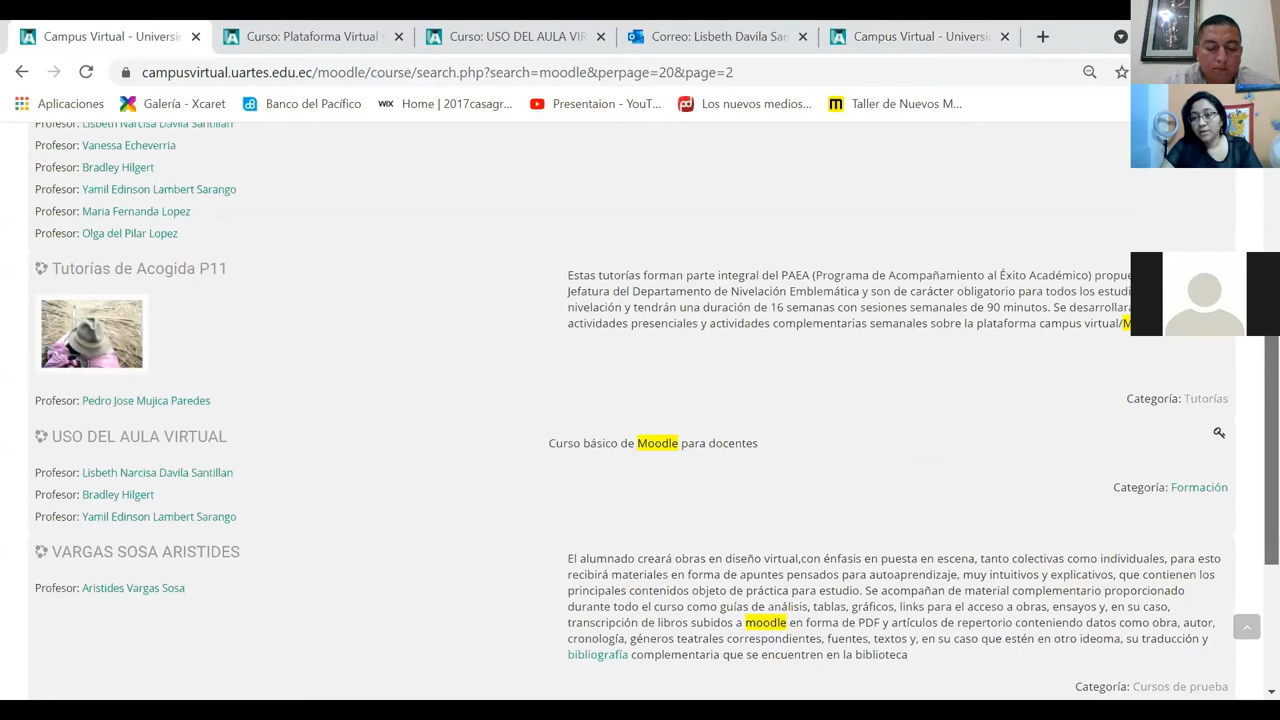 Campus Virtual - Universi
Curso: Plataforma Virtual y
Curso: USO DEL AULA VIR
Correo: Lisbeth Davila San
Campus Virtual - Universi
campusvirtual.uartes.edu.ec/moodle/course/search.php?search=moodle&perpage=20&page=2
Aplicaciones
Galería - Xcaret
Banco del Pacífico
WIX Home | 2017casagr...
Presentaion - YouT...
Los nuevos medios...
Taller de Nuevos M...
Profesor: Lisbeth Narcisa Davila Santillan
Profesor: Vanessa Echeverria
Profesor: Bradley Hilgert
Profesor: Yamil Edinson Lambert Sarango
Profesor: Maria Fernanda Lopez
Profesor: Olga del Pilar Lopez
Tutorías de Acogida P11
Estas tutorías forman parte integral del PAEA (Programa de Acompañamiento al Éxito Académico) propue
Jefatura del Departamento de Nivelación Emblemática y son de carácter obligatorio para todos los estudi
nivelación y tendrán una duración de 16 semanas con sesiones semanales de 90 minutos. Se desarrollará
actividades presenciales y actividades complementarias semanales sobre la plataforma campus virtual/M
Profesor: Pedro Jose Mujica Paredes
Categoría: Tutorías
USO DEL AULA VIRTUAL
Curso básico de Moodle para docentes
Profesor: Lisbeth Narcisa Davila Santillan
Profesor: Bradley Hilgert
Profesor: Yamil Edinson Lambert Sarango
Categoría: Formación
VARGAS SOSA ARISTIDES
Profesor: Aristides Vargas Sosa
El alumnado creará obras en diseño virtual,con énfasis en puesta en escena, tanto colectivas como individuales, para esto
recibirá materiales en forma de apuntes pensados para autoaprendizaje, muy intuitivos y explicativos, que contienen los
principales contenidos objeto de práctica para estudio. Se acompañan de material complementario proporcionado
durante todo el curso como guías de análisis, tablas, gráficos, links para el acceso a obras, ensayos y, en su caso,
transcripción de libros subidos a moodle en forma de PDF y artículos de repertorio conteniendo datos como obra, autor,
cronología, géneros teatrales correspondientes, fuentes, textos y, en su caso que estén en otro ideoma, su traducción y
bibliografía complementaria que se encuentren en la biblioteca
Categoría: Cursos de prueba